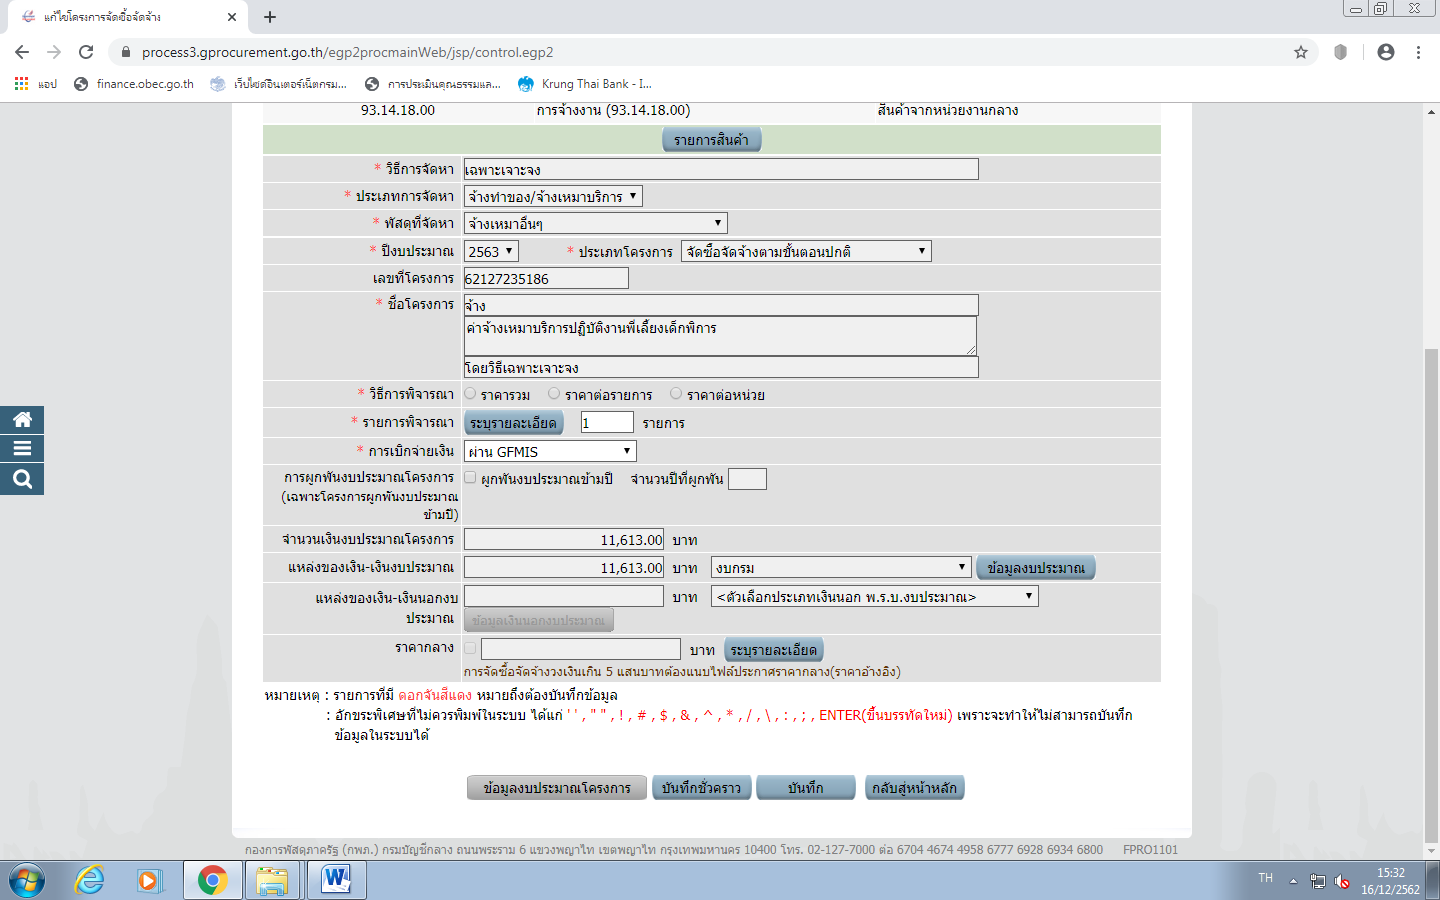 แก้ไขโครงการจัดซื้อจัดจ้าง
process3.gprocurement.go.th/egp2procmainWeb/jsp/control.egp2
แอป finance.obec.go.th เว็บไซต์อินเตอร์เน็ตกรม... การประเมินคุณธรรมแล... Krung Thai Bank - I...
93.14.18.00 การจ้างงาน (93.14.18.00) สินค้าจากหน่วยงานกลาง
รายการสินค้า
* วิธีการจัดหา เฉพาะเจาะจง
* ประเภทการจัดหา จ้างทำของ/จ้างเหมาบริการ
* พัสดุที่จัดหา จ้างเหมาอื่นๆ
* ปีงบประมาณ 2563 * ประเภทโครงการ จัดซื้อจัดจ้างตามขั้นตอนปกติ
เลขที่โครงการ 62127235186
* ชื่อโครงการ จ้าง
ค่าจ้างเหมาบริการปฏิบัติงานพี่เลี้ยงเด็กพิการ
โดยวิธีเฉพาะเจาะจง
* วิธีการพิจารณา ราคารวม ราคาต่อรายการ ราคาต่อหน่วย
* รายการพิจารณา ระบุรายละเอียด 1 รายการ
* การเบิกจ่ายเงิน ผ่าน GFMIS
การผูกพันงบประมาณโครงการ ผูกพันงบประมาณข้ามปี จำนวนปีที่ผูกพัน
(เฉพาะโครงการผูกพันงบประมาณ
ข้ามปี)
จำนวนเงินงบประมาณโครงการ 11,613.00 บาท
แหล่งของเงิน-เงินงบประมาณ 11,613.00 บาท งบกรม ข้อมูลงบประมาณ
แหล่งของเงิน-เงินนอกงบ บาท <ตัวเลือกประเภทเงินนอก พ.ร.บ.งบประมาณ>
ประมาณ ข้อมูลเงินนอกงบประมาณ
ราคากลาง บาท ระบุรายละเอียด
การจัดซื้อจัดจ้างวงเงินเกิน 5 แสนบาทต้องแนบไฟล์ประกาศราคากลาง(ราคาอ้างอิง)
หมายเหตุ : รายการที่มี ดอกจันสีแดง หมายถึงต้องบันทึกข้อมูล
: อักขระพิเศษที่ไม่ควรพิมพ์ในระบบ ได้แก่ ' ' , " " , ! , # , $ , & , ^ , * , / , \ , : , ; , ENTER(ขึ้นบรรทัดใหม่) เพราะจะทำให้ไม่สามารถบันทึก
ข้อมูลในระบบได้
ข้อมูลงบประมาณโครงการ บันทึกชั่วคราว บันทึก กลับสู่หน้าหลัก
กองการพัสดุภาครัฐ (กพภ.) กรมบัญชีกลาง ถนนพระราม 6 แขวงพญาไท เขตพญาไท กรุงเทพมหานคร 10400 โทร. 02-127-7000 ต่อ 6704 4674 4958 6777 6928 6934 6800 FPRO1101
TH 15:32
16/12/2562